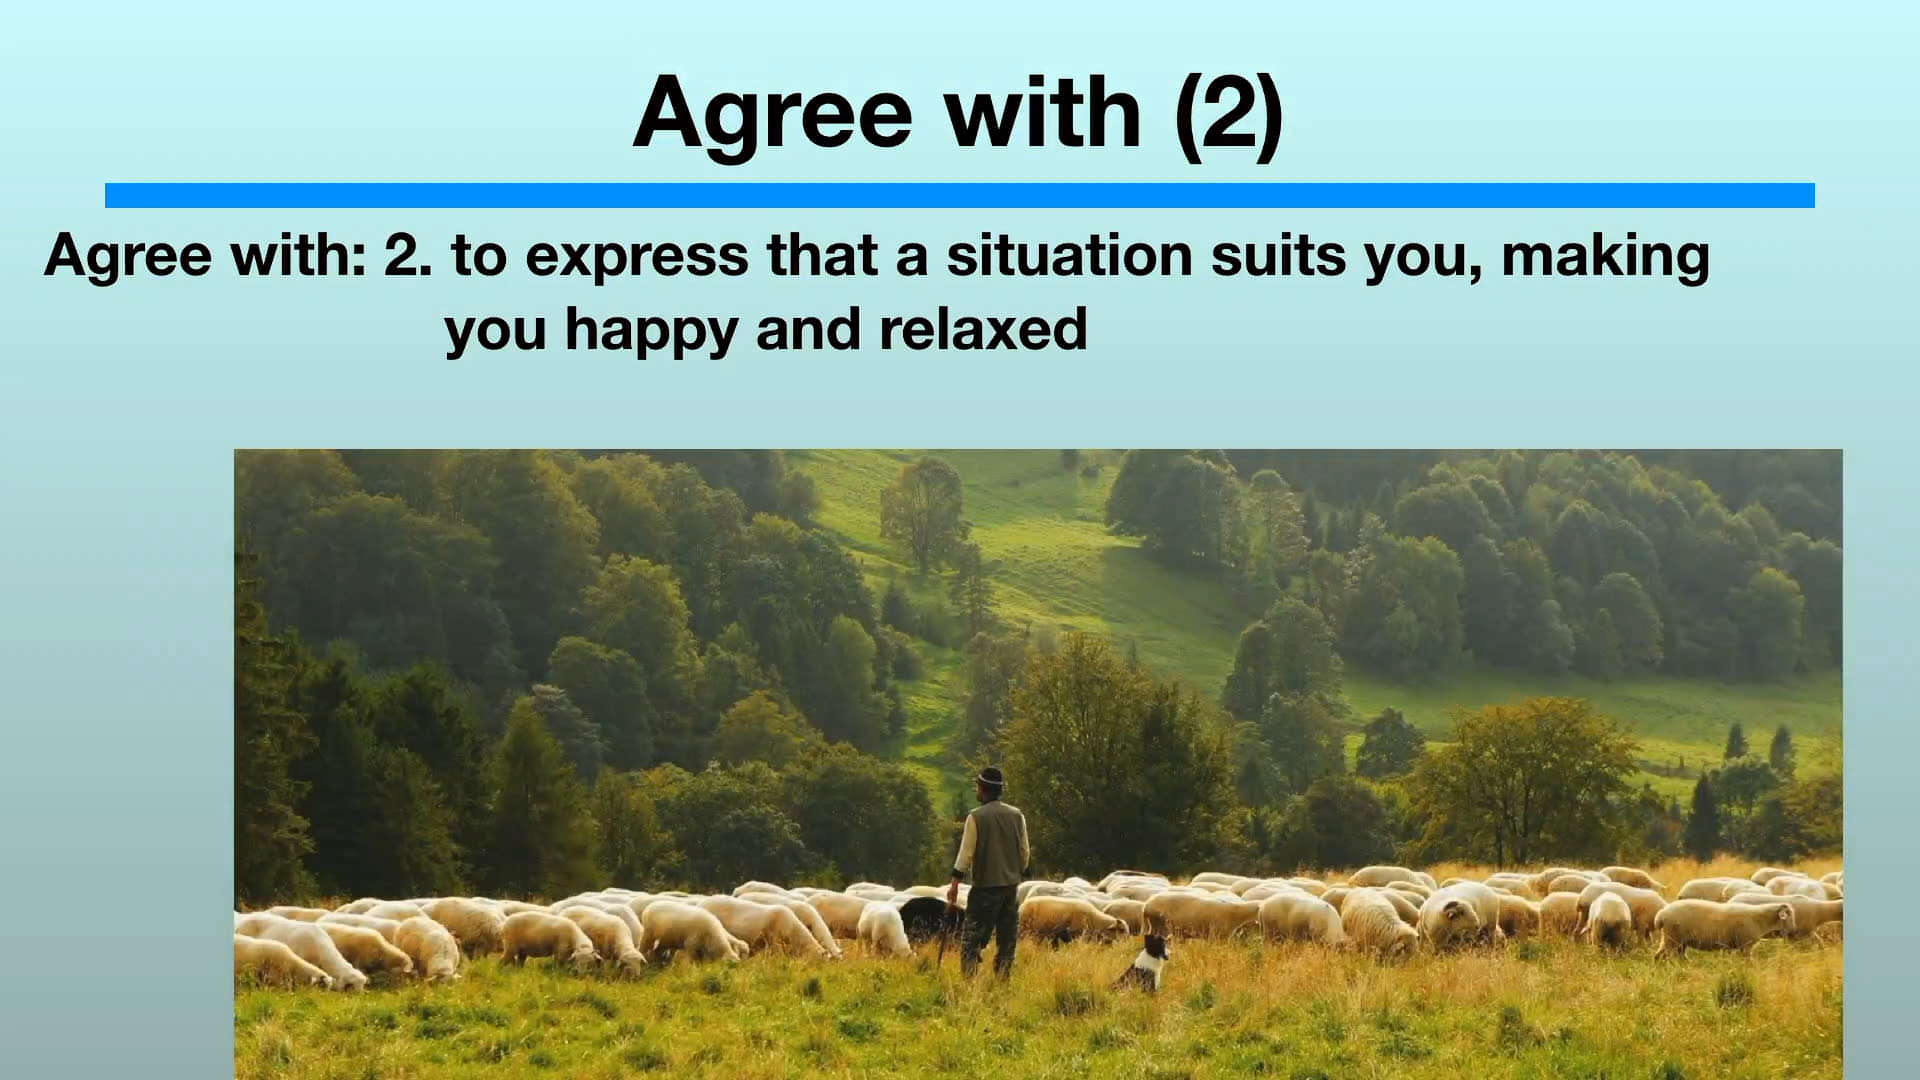 Agree with (2)
Agree with: 2. to express that a situation suits you, making
you happy and relaxed